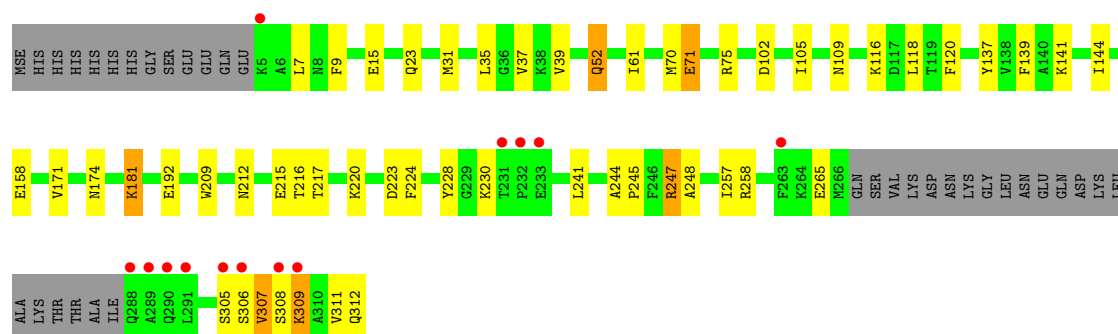 MSE HIS HIS HIS HIS HIS HIS GLY SER GLU GLU GLN GLU K5 A6 L7 N8 F9 E15 Q23 M31 L35 G36 V37 K38 V39 Q52 I61 M70 E71 R75 D102 I105 N109 K116 D117 L118 T119 F120 Y137 V138 F139 A140 K141 I144
E158 V171 N174 K181 E192 W209 N212 E215 T216 T217 K220 D223 F224 Y228 G229 K230 T231 P232 E233 L241 A244 P245 F246 R247 A248 I257 R258 F263 K264 E265 M266 GLN SER VAL LYS ASP ASN LYS GLY LEU ASN GLU GLN ASP LYS LEU
ALA LYS THR THR ALA ILE Q288 A289 Q290 L291 S305 S306 V307 S308 K309 A310 V311 Q312